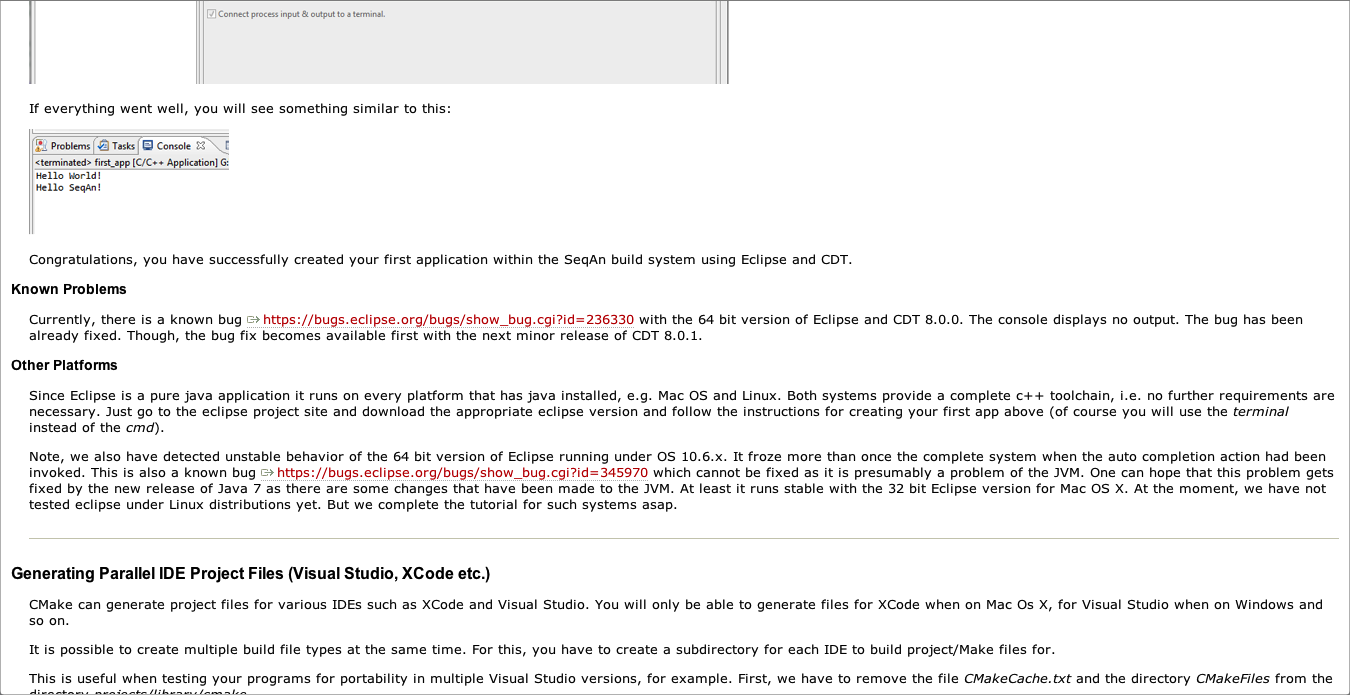 Connect process input & output to a terminal.
If everything went well, you will see something similar to this:
Problems Tasks Console
<terminated> first_app [C/C++ Application] G:
Hello World!
Hello SeqAn!
Congratulations, you have successfully created your first application within the SeqAn build system using Eclipse and CDT.
Known Problems
Currently, there is a known bug https://bugs.eclipse.org/bugs/show_bug.cgi?id=236330 with the 64 bit version of Eclipse and CDT 8.0.0. The console displays no output. The bug has been
already fixed. Though, the bug fix becomes available first with the next minor release of CDT 8.0.1.
Other Platforms
Since Eclipse is a pure java application it runs on every platform that has java installed, e.g. Mac OS and Linux. Both systems provide a complete c++ toolchain, i.e. no further requirements are
necessary. Just go to the eclipse project site and download the appropriate eclipse version and follow the instructions for creating your first app above (of course you will use the terminal
instead of the cmd).
Note, we also have detected unstable behavior of the 64 bit version of Eclipse running under OS 10.6.x. It froze more than once the complete system when the auto completion action had been
invoked. This is also a known bug https://bugs.eclipse.org/bugs/show_bug.cgi?id=345970 which cannot be fixed as it is presumably a problem of the JVM. One can hope that this problem gets
fixed by the new release of Java 7 as there are some changes that have been made to the JVM. At least it runs stable with the 32 bit Eclipse version for Mac OS X. At the moment, we have not
tested eclipse under Linux distributions yet. But we complete the tutorial for such systems asap.
Generating Parallel IDE Project Files (Visual Studio, XCode etc.)
CMake can generate project files for various IDEs such as XCode and Visual Studio. You will only be able to generate files for XCode when on Mac Os X, for Visual Studio when on Windows and
so on.
It is possible to create multiple build file types at the same time. For this, you have to create a subdirectory for each IDE to build project/Make files for.
This is useful when testing your programs for portability in multiple Visual Studio versions, for example. First, we have to remove the file CMakeCache.txt and the directory CMakeFiles from the
directory projects/library/cmake.